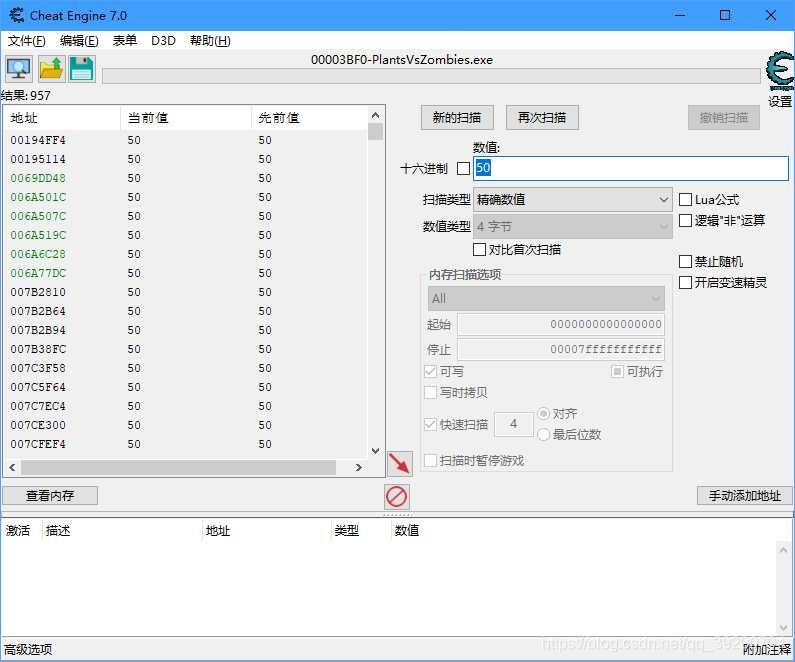 Cheat Engine 7.0
文件(F) 编辑(E) 表单 D3D 帮助(H)
00003BF0-PlantsVsZombies.exe
结果: 957
设置
地址 当前值 先前值
00194FF4 50 50
00195114 50 50
0069DD48 50 50
006A501C 50 50
006A507C 50 50
006A519C 50 50
006A6C28 50 50
006A77DC 50 50
007B2810 50 50
007B2B64 50 50
007B2B94 50 50
007B38FC 50 50
007C3F58 50 50
007C5F64 50 50
007C7EC4 50 50
007CE300 50 50
007CFEF4 50 50
新的扫描 再次扫描 撤销扫描
数值:
十六进制 50
扫描类型 精确数值 Lua公式
数值类型 4 字节 逻辑"非"运算
对比首次扫描
禁止随机
内存扫描选项 开启变速精灵
All
起始 0000000000000000
停止 00007fffffffffff
可写 可执行
写时拷贝
快速扫描 4 对齐
最后位数
扫描时暂停游戏
查看内存 手动添加地址
激活 描述 地址 类型 数值
高级选项 附加注释